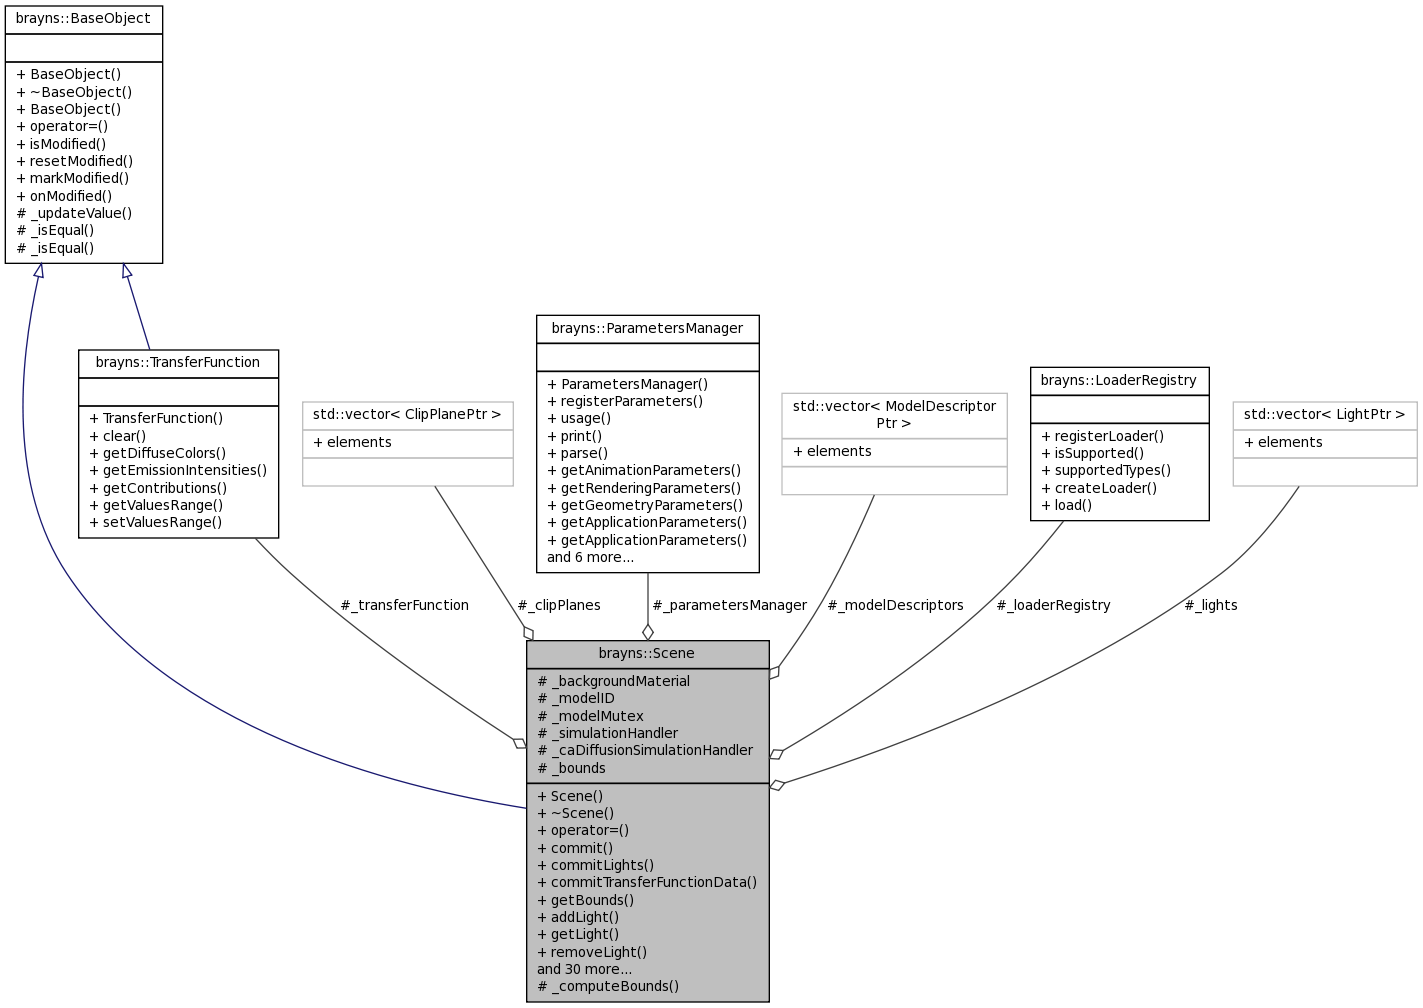 brayns::BaseObject
+ BaseObject()
+ ~BaseObject()
+ BaseObject()
+ operator=()
+ isModified()
+ resetModified()
+ markModified()
+ onModified()
# _updateValue()
# _isEqual()
# _isEqual()
brayns::TransferFunction
+ TransferFunction()
+ clear()
+ getDiffuseColors()
+ getEmissionIntensities()
+ getContributions()
+ getValuesRange()
+ setValuesRange()
std::vector< ClipPlanePtr >
+ elements
brayns::ParametersManager
+ ParametersManager()
+ registerParameters()
+ usage()
+ print()
+ parse()
+ getAnimationParameters()
+ getRenderingParameters()
+ getGeometryParameters()
+ getApplicationParameters()
+ getApplicationParameters()
and 6 more...
std::vector< ModelDescriptor
Ptr >
+ elements
brayns::LoaderRegistry
+ registerLoader()
+ isSupported()
+ supportedTypes()
+ createLoader()
+ load()
std::vector< LightPtr >
+ elements
#_transferFunction
#_clipPlanes
#_parametersManager
#_modelDescriptors
#_loaderRegistry
#_lights
brayns::Scene
# _backgroundMaterial
# _modelID
# _modelMutex
# _simulationHandler
# _caDiffusionSimulationHandler
# _bounds
+ Scene()
+ ~Scene()
+ operator=()
+ commit()
+ commitLights()
+ commitTransferFunctionData()
+ getBounds()
+ addLight()
+ getLight()
+ removeLight()
and 30 more...
# _computeBounds()